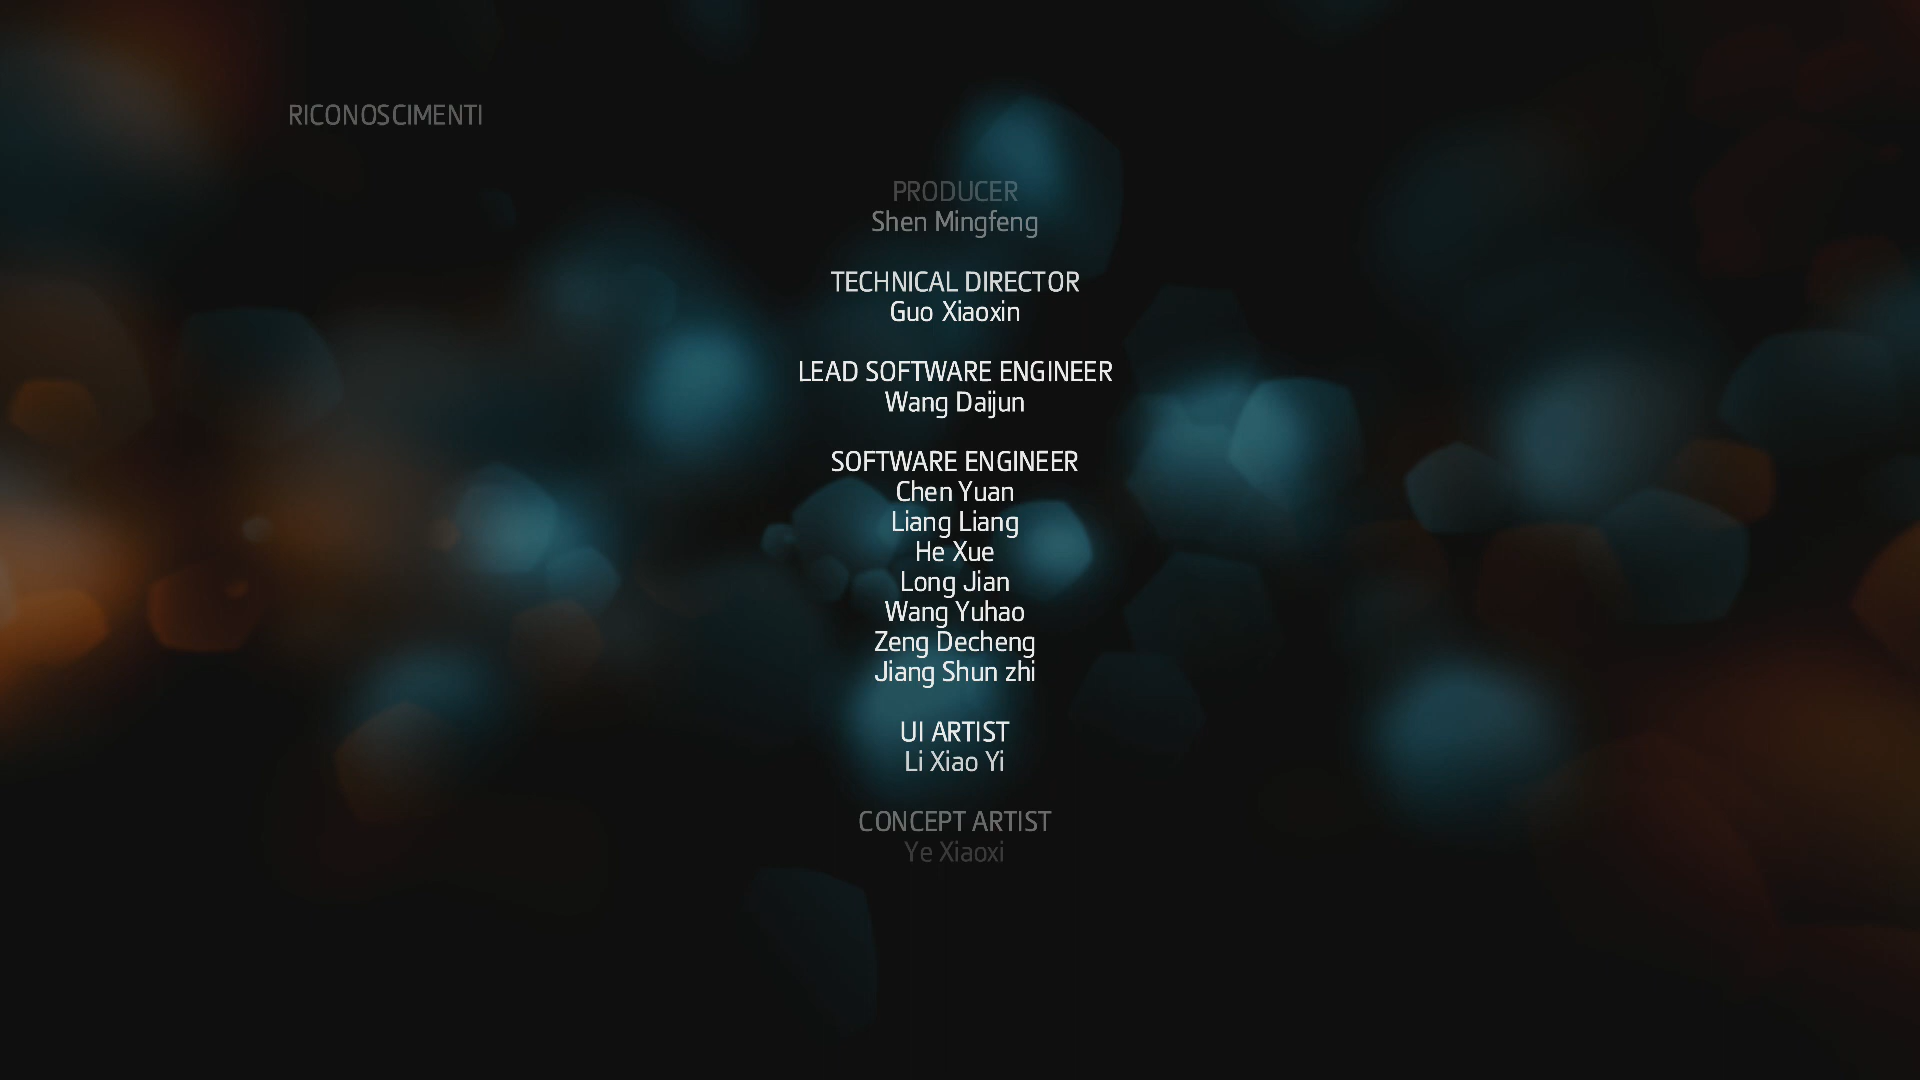 RICONOSCIMENTI
PRODUCER
Shen Mingfeng
TECHNICAL DIRECTOR
Guo Xiaoxin
LEAD SOFTWARE ENGINEER
Wang Daijun
SOFTWARE ENGINEER
Chen Yuan
Liang Liang
He Xue
Long Jian
Wang Yuhao
Zeng Decheng
Jiang Shun zhi
UI ARTIST
Li Xiao Yi
CONCEPT ARTIST
Ye Xiaoxi